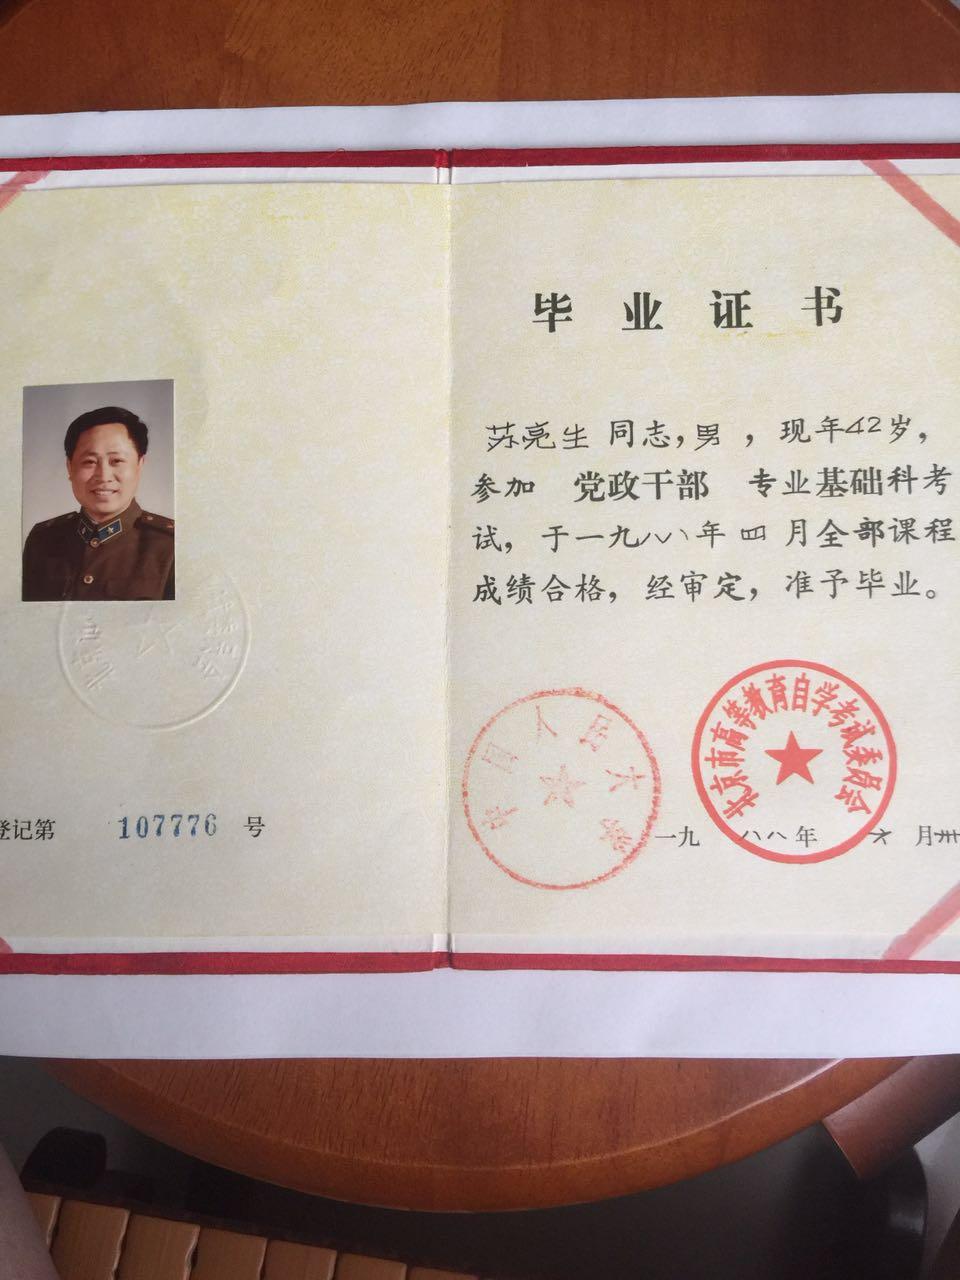 毕业证书
苏亮生 同志，男 ，现年42岁，
参加 党政干部 专业基础科考
试，于一九八八年 四 月全部课程
成绩合格，经审定，准予毕业。
中国人民大学
北京市高等教育自学考试委员会
一九八八年 六 月卅
登记第 107776 号